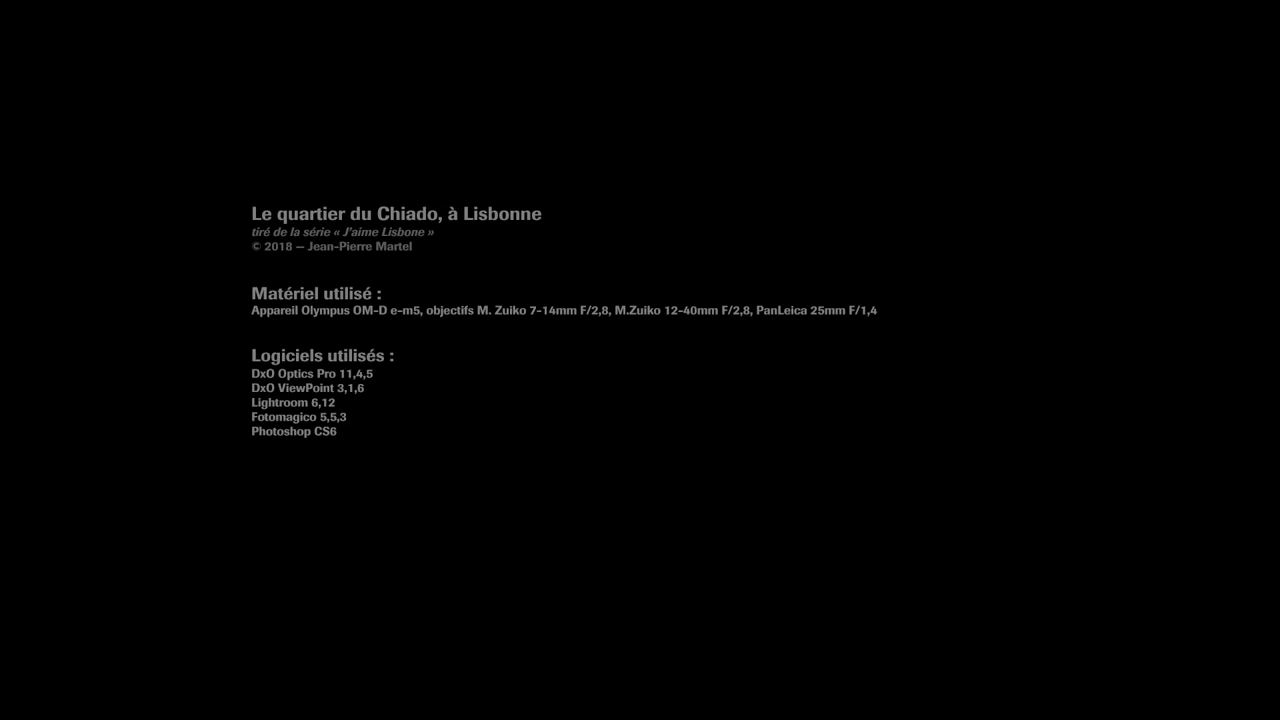 Le quartier du Chiado, à Lisbonne
tiré de la série « J'aime Lisbone »
© 2018 — Jean-Pierre Martel
Matériel utilisé :
Appareil Olympus OM-D e-m5, objectifs M. Zuiko 7-14mm F/2,8, M.Zuiko 12-40mm F/2,8, PanLeica 25mm F/1,4
Logiciels utilisés :
DxO Optics Pro 11,4,5
DxO ViewPoint 3,1,6
Lightroom 6,12
Fotomagico 5,5,3
Photoshop CS6